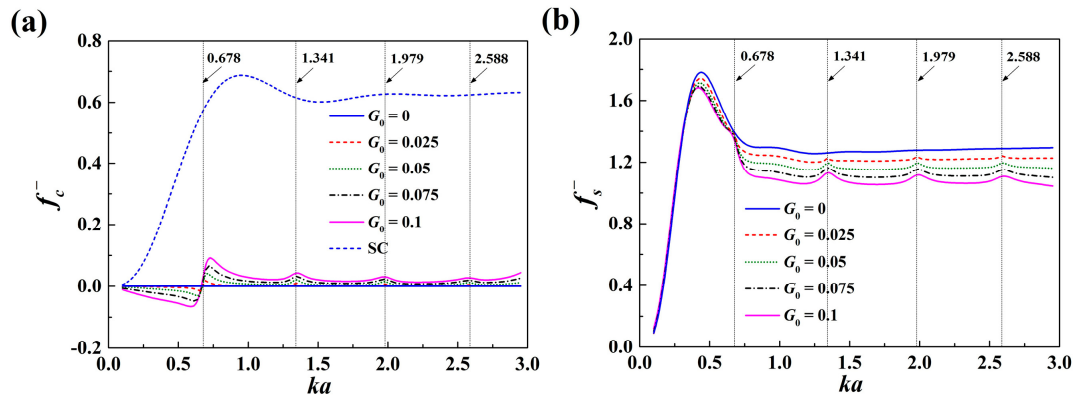 (a)
0.8
0.6
0.4
0.2
0.0
-0.2
f_c^-
0.678
1.341
1.979
2.588
G₀ = 0
G₀ = 0.025
G₀ = 0.05
G₀ = 0.075
G₀ = 0.1
SC
0.0 0.5 1.0 1.5 2.0 2.5 3.0
ka
(b)
2.0
1.6
1.2
0.8
0.4
0.0
f_s^-
0.678
1.341
1.979
2.588
G₀ = 0
G₀ = 0.025
G₀ = 0.05
G₀ = 0.075
G₀ = 0.1
0.0 0.5 1.0 1.5 2.0 2.5 3.0
ka